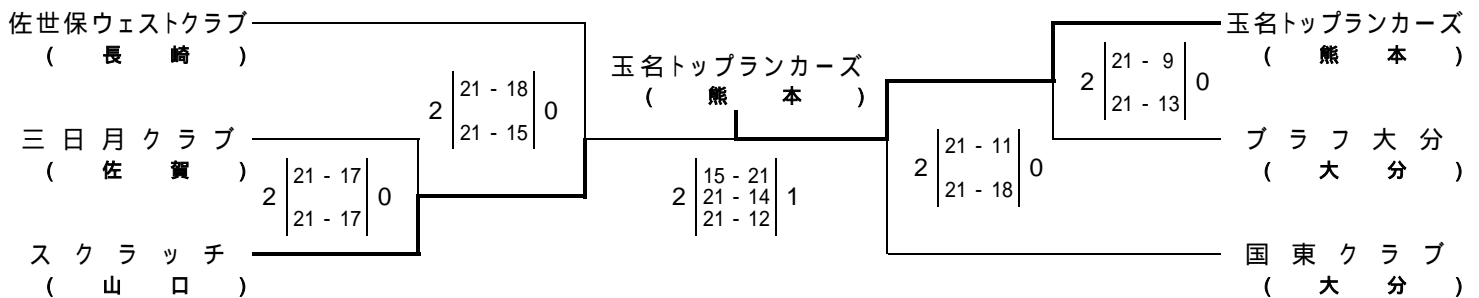 佐世保ウェストクラブ
( 長 崎 )
三日月クラブ
( 佐 賀 )
スクラッチ
( 山 口 )
2 21 - 17 0
21 - 17
2 21 - 18 0
21 - 15
玉名トップランカーズ
( 熊 本 )
2 15 - 21 1
21 - 14
21 - 12
2 21 - 11 0
21 - 18
2 21 - 9 0
21 - 13
玉名トップランカーズ
( 熊 本 )
ブラフ大分
( 大 分 )
国東クラブ
( 大 分 )